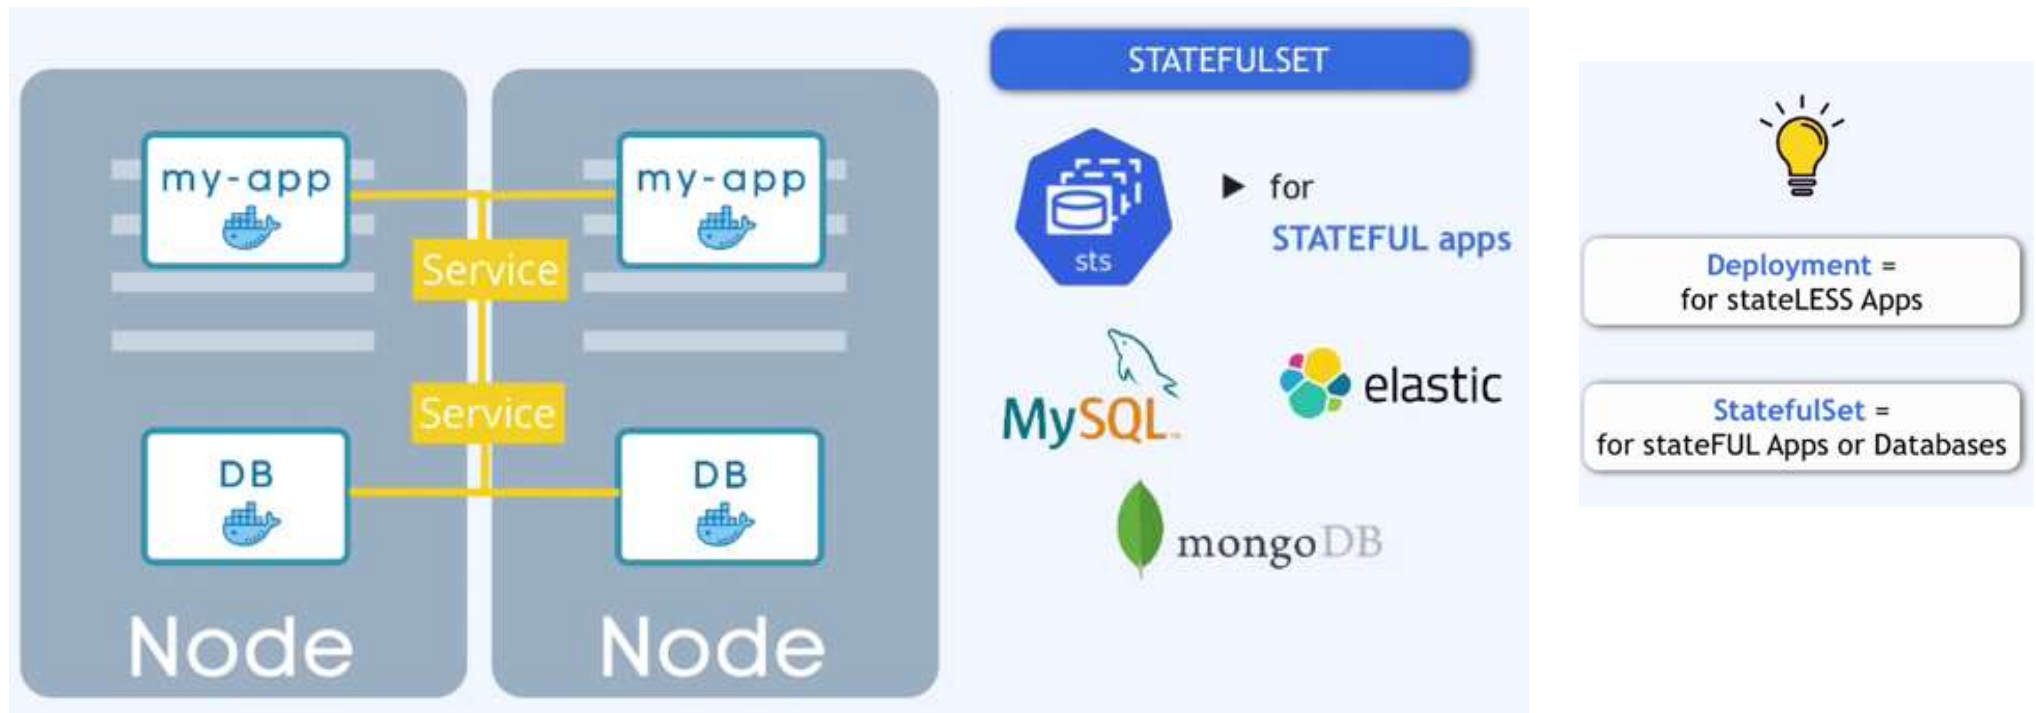 my-app
my-app
Service
Service
DB
DB
Node
Node
STATEFULSET
sts
▶ for
STATEFUL apps
MySQL™
elastic
mongoDB
Deployment =
for stateLESS Apps
StatefulSet =
for stateFUL Apps or Databases